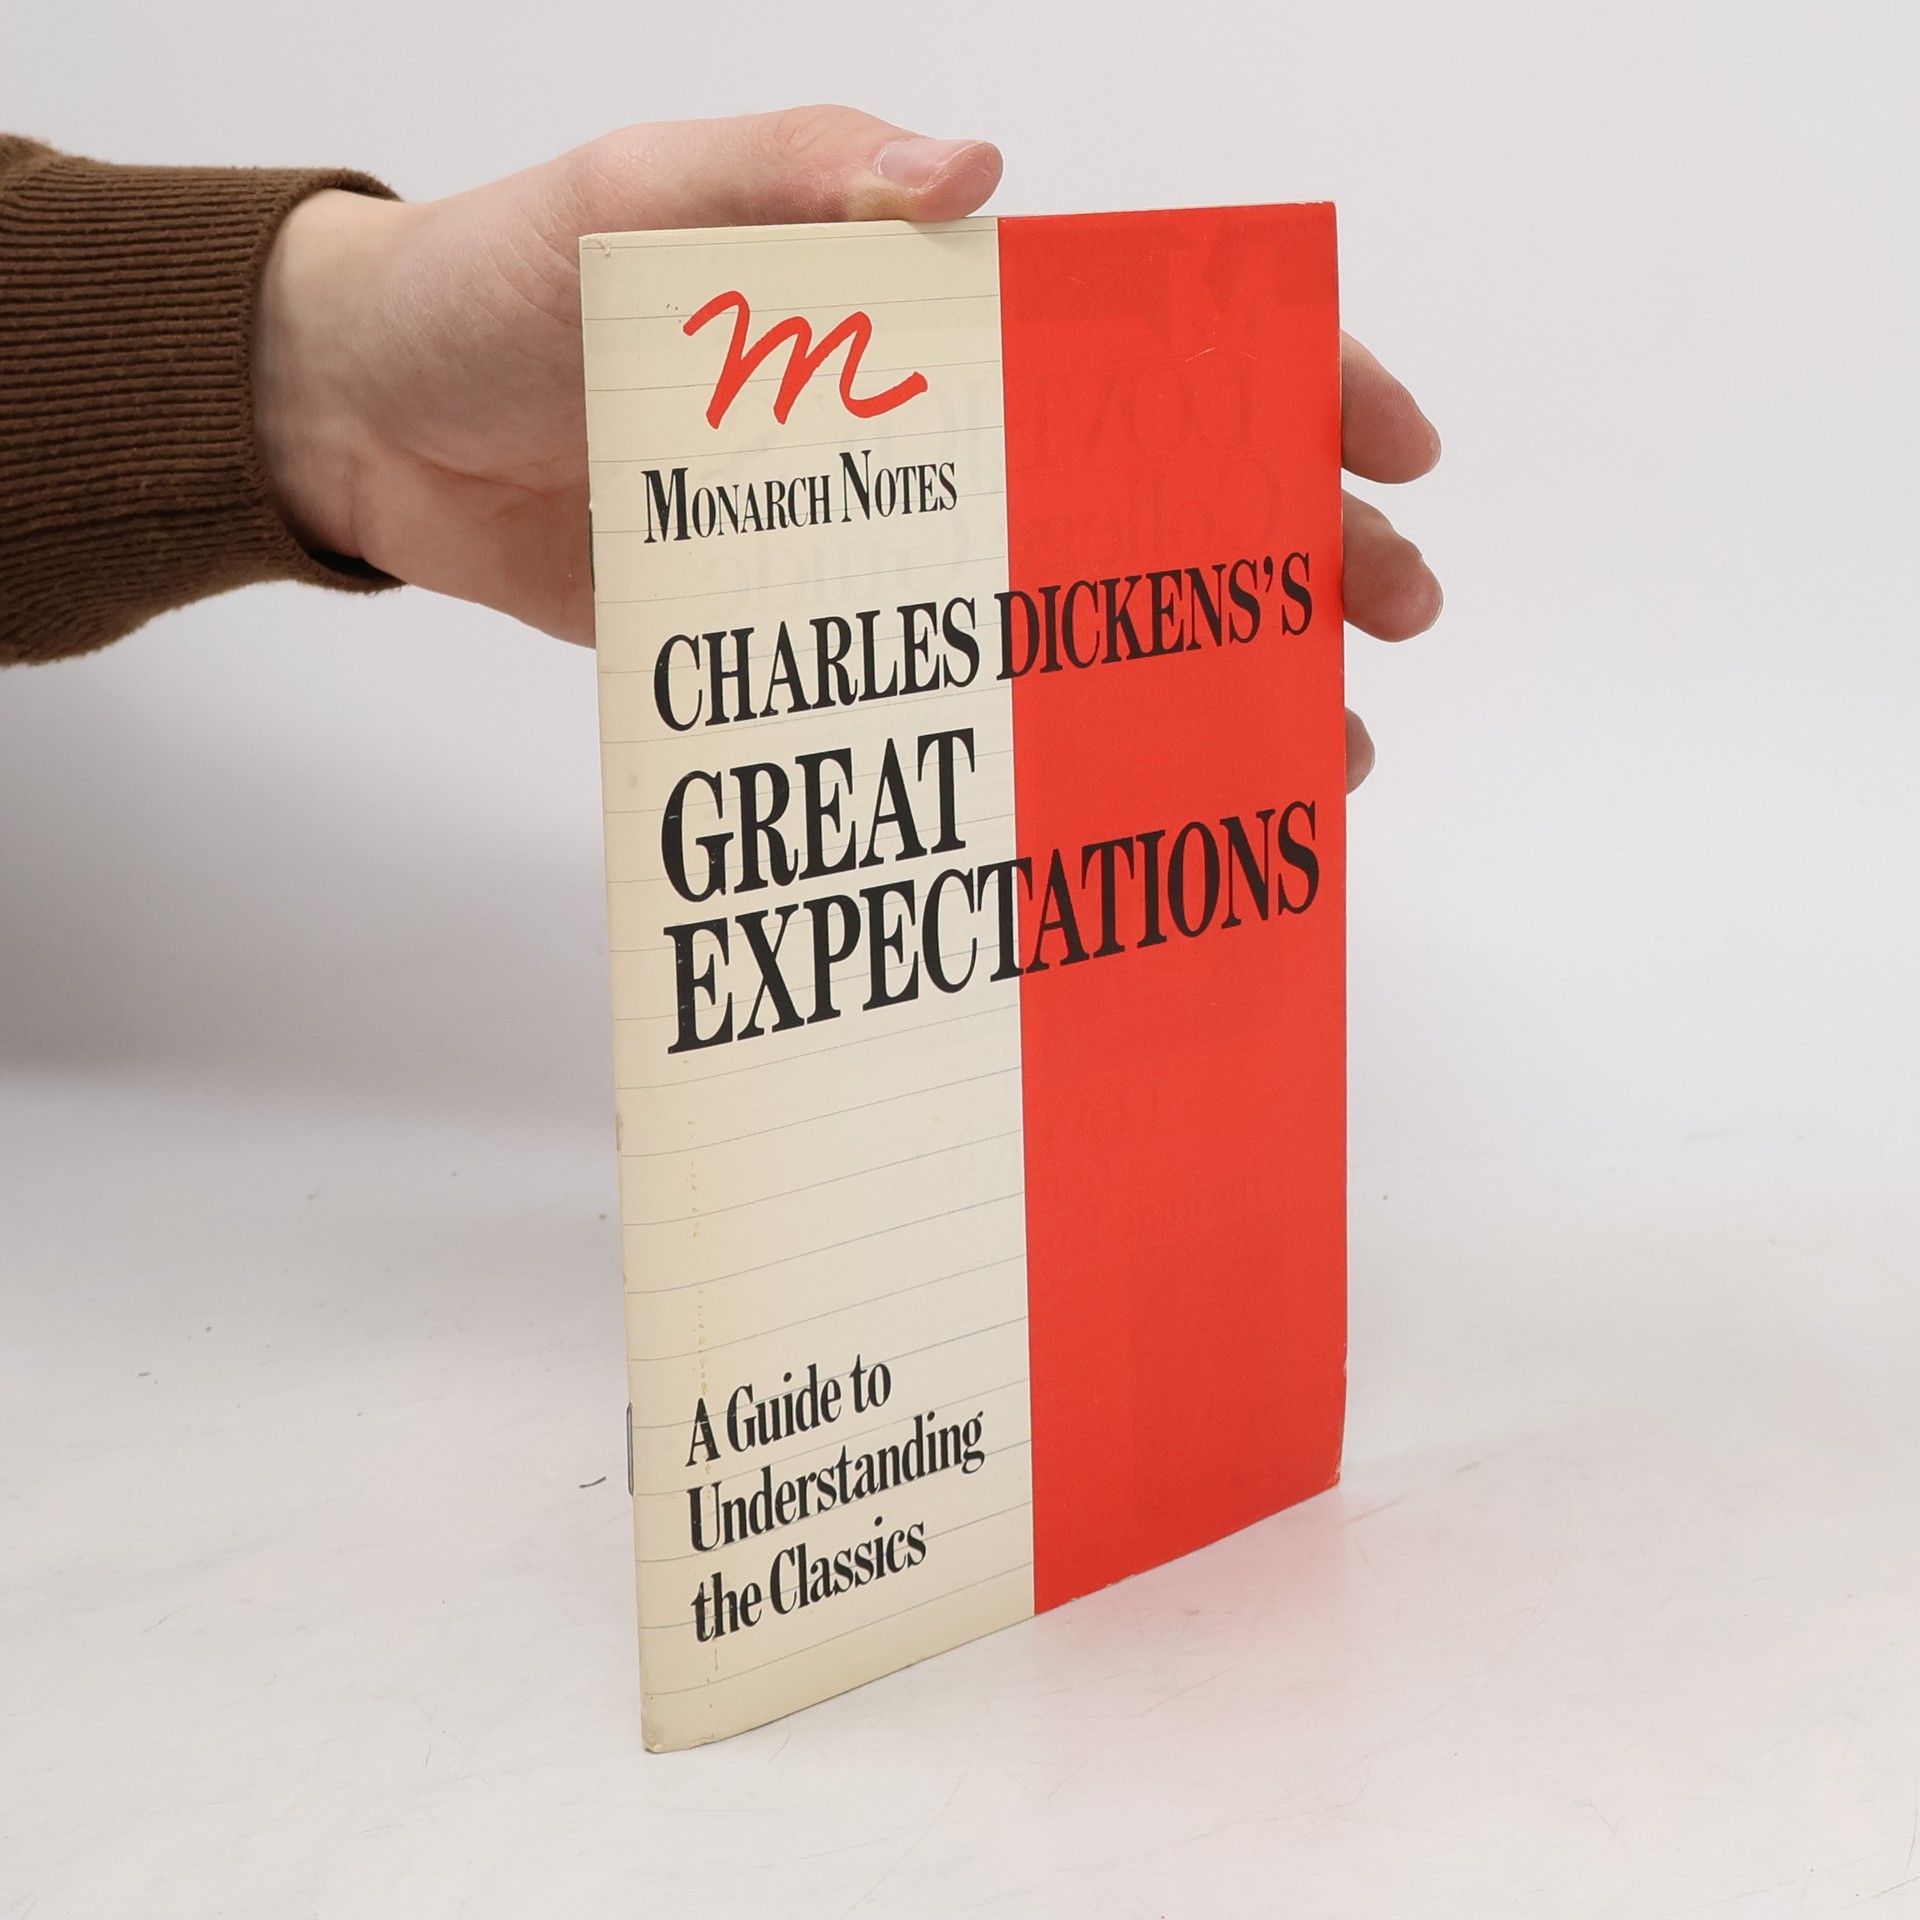 m
MONARCH NOTES
CHARLES DICKENS'S
GREAT
EXPECTATIONS
A Guide to
Understanding
the Classics